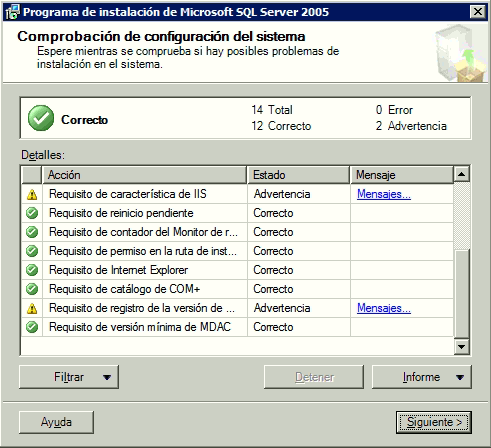 Programa de instalación de Microsoft SQL Server 2005
Comprobación de configuración del sistema
Espere mientras se comprueba si hay posibles problemas de
instalación en el sistema.
Correcto
14 Total
0 Error
12 Correcto
2 Advertencia
Detalles:
Acción Estado Mensaje
Requisito de característica de IIS Advertencia Mensajes...
Requisito de reinicio pendiente Correcto
Requisito de contador del Monitor de r... Correcto
Requisito de permiso en la ruta de inst... Correcto
Requisito de Internet Explorer Correcto
Requisito de catálogo de COM+ Correcto
Requisito de registro de la versión de ... Advertencia Mensajes...
Requisito de versión mínima de MDAC Correcto
Filtrar
Detener
Informe
Ayuda
Siguiente >